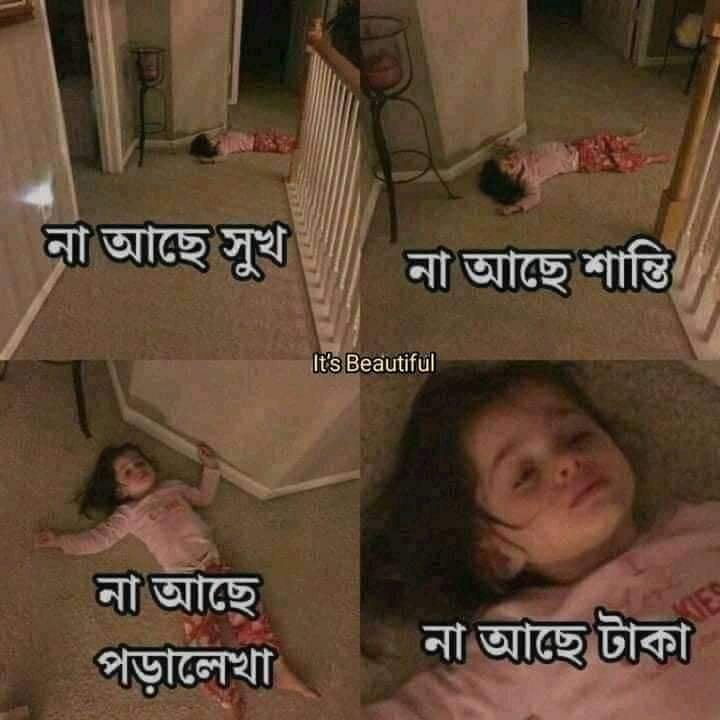 না আছে সুখ
না আছে শান্তি
It's Beautiful
না আছে
পড়ালেখা
না আছে টাকা